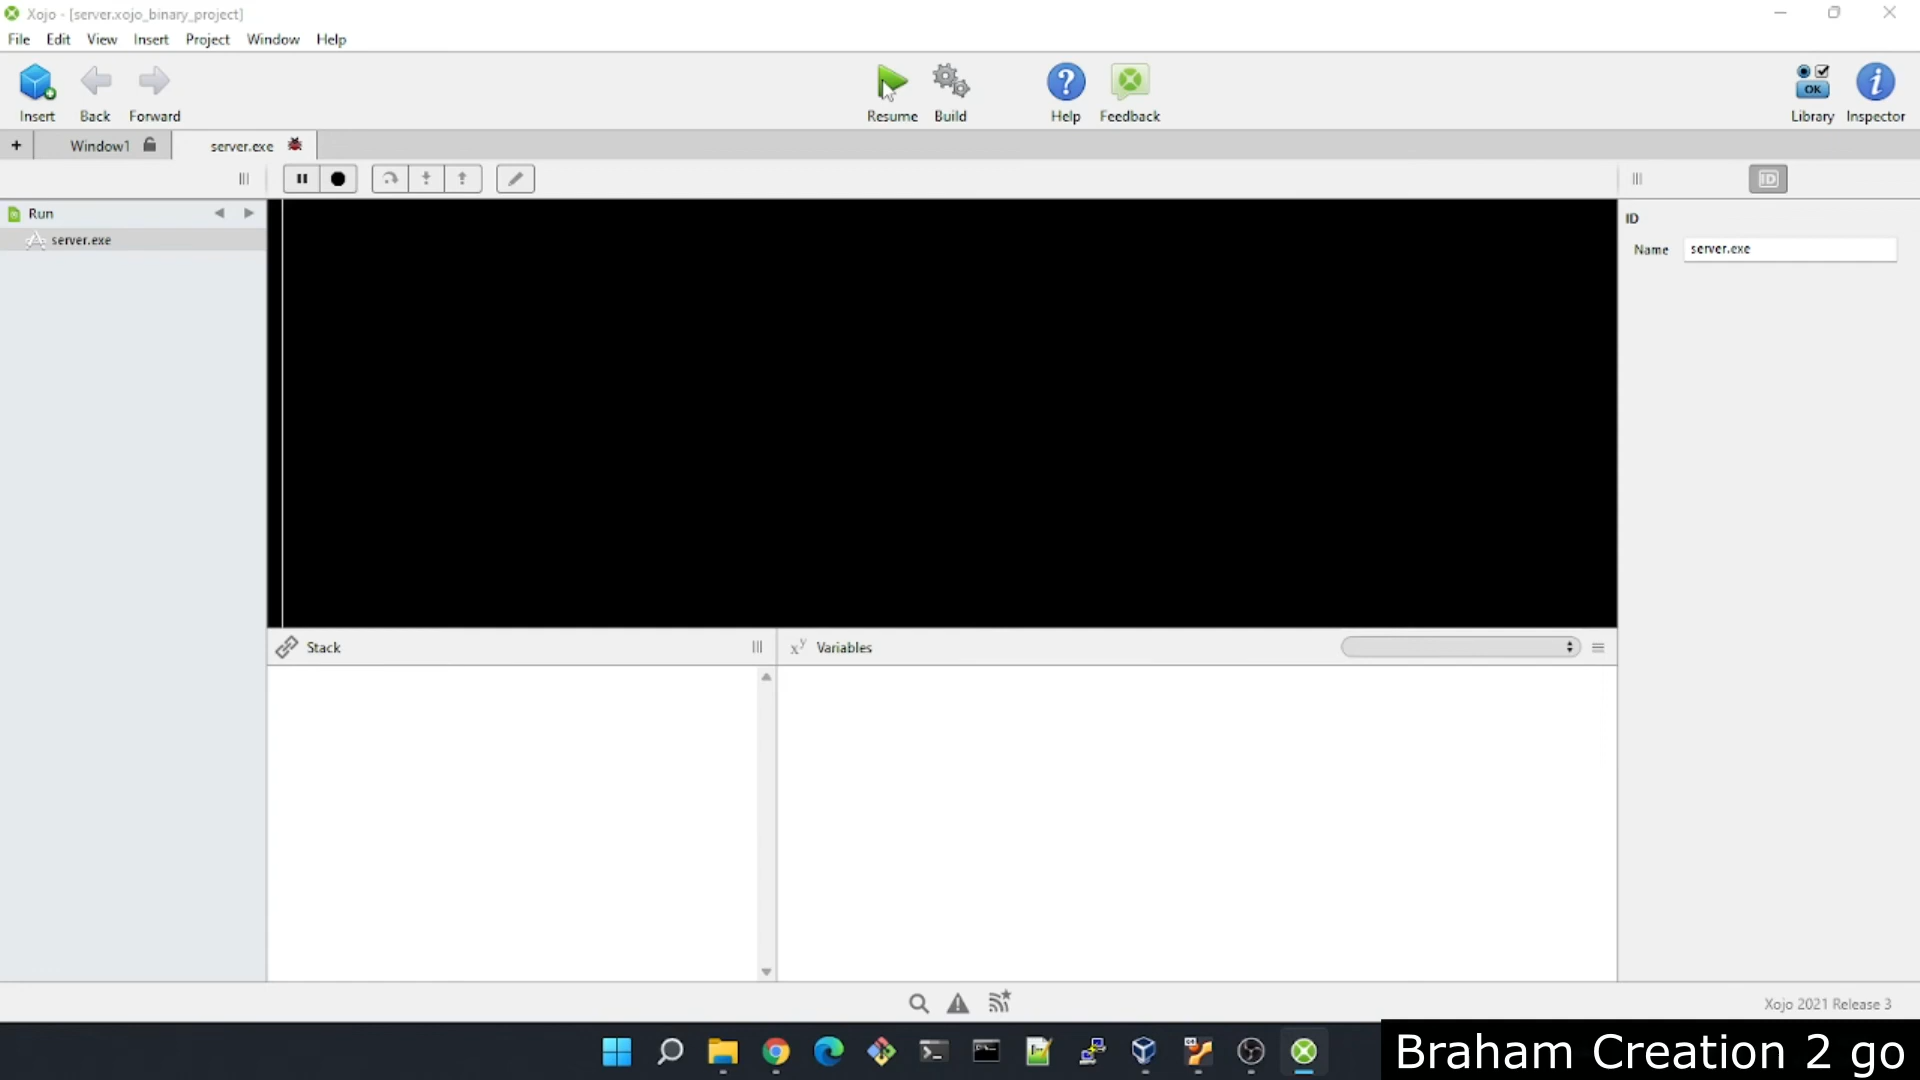 Xojo - [server.xojo_binary_project]
File Edit View Insert Project Window Help
Insert Back Forward Resume Build Help Feedback OK Library Inspector
+ Window1 server.exe
ID
Run
ID
server.exe
Name server.exe
Stack
Variables
Xojo 2021 Release 3
Braham Creation 2 go